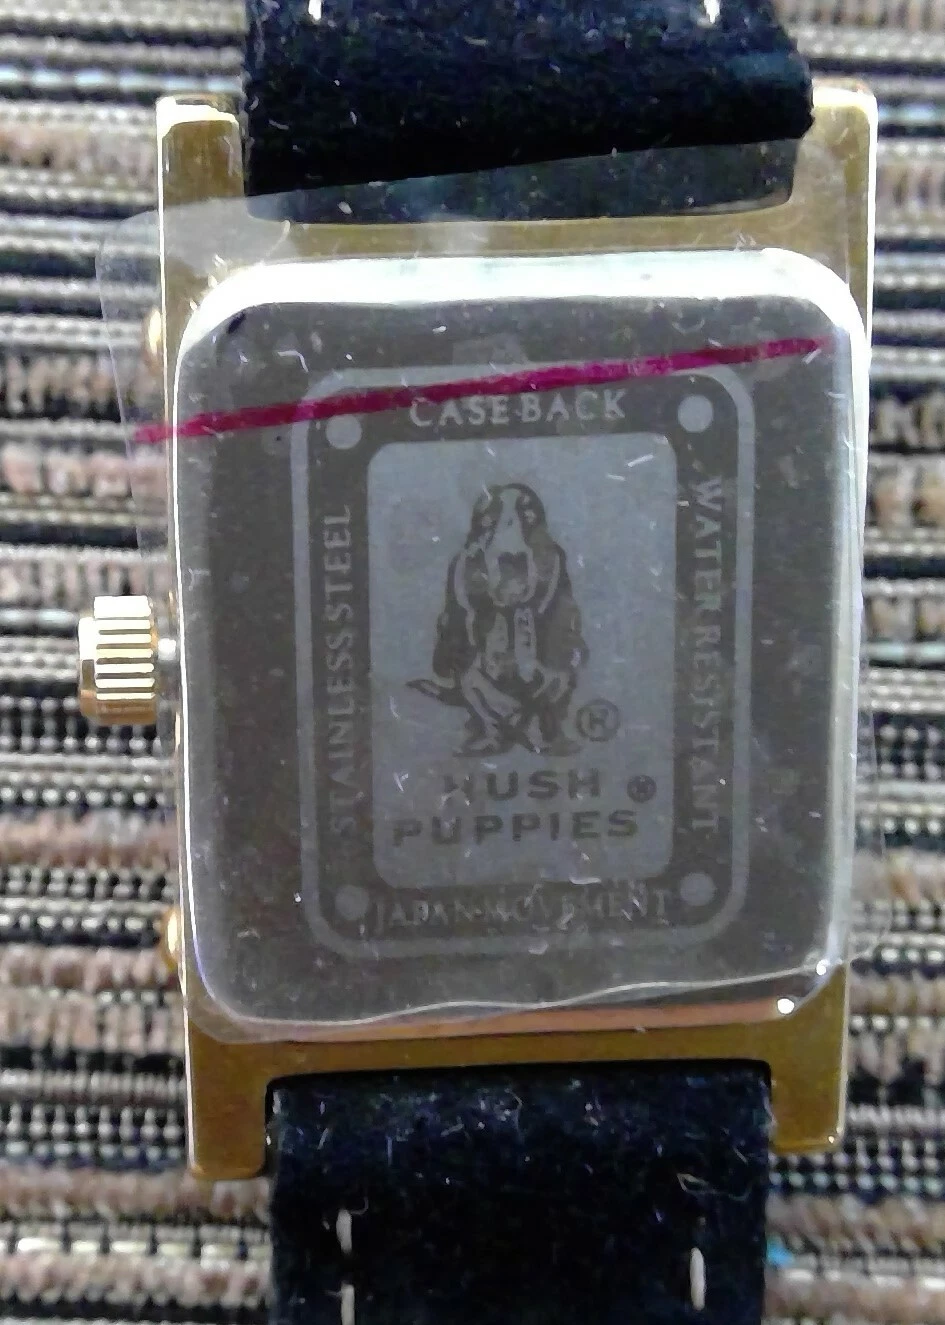 CASE BACK
STAINLESS STEEL
WATER RESISTANT
®
HUSH ®
PUPPIES
JAPAN MOVEMENT